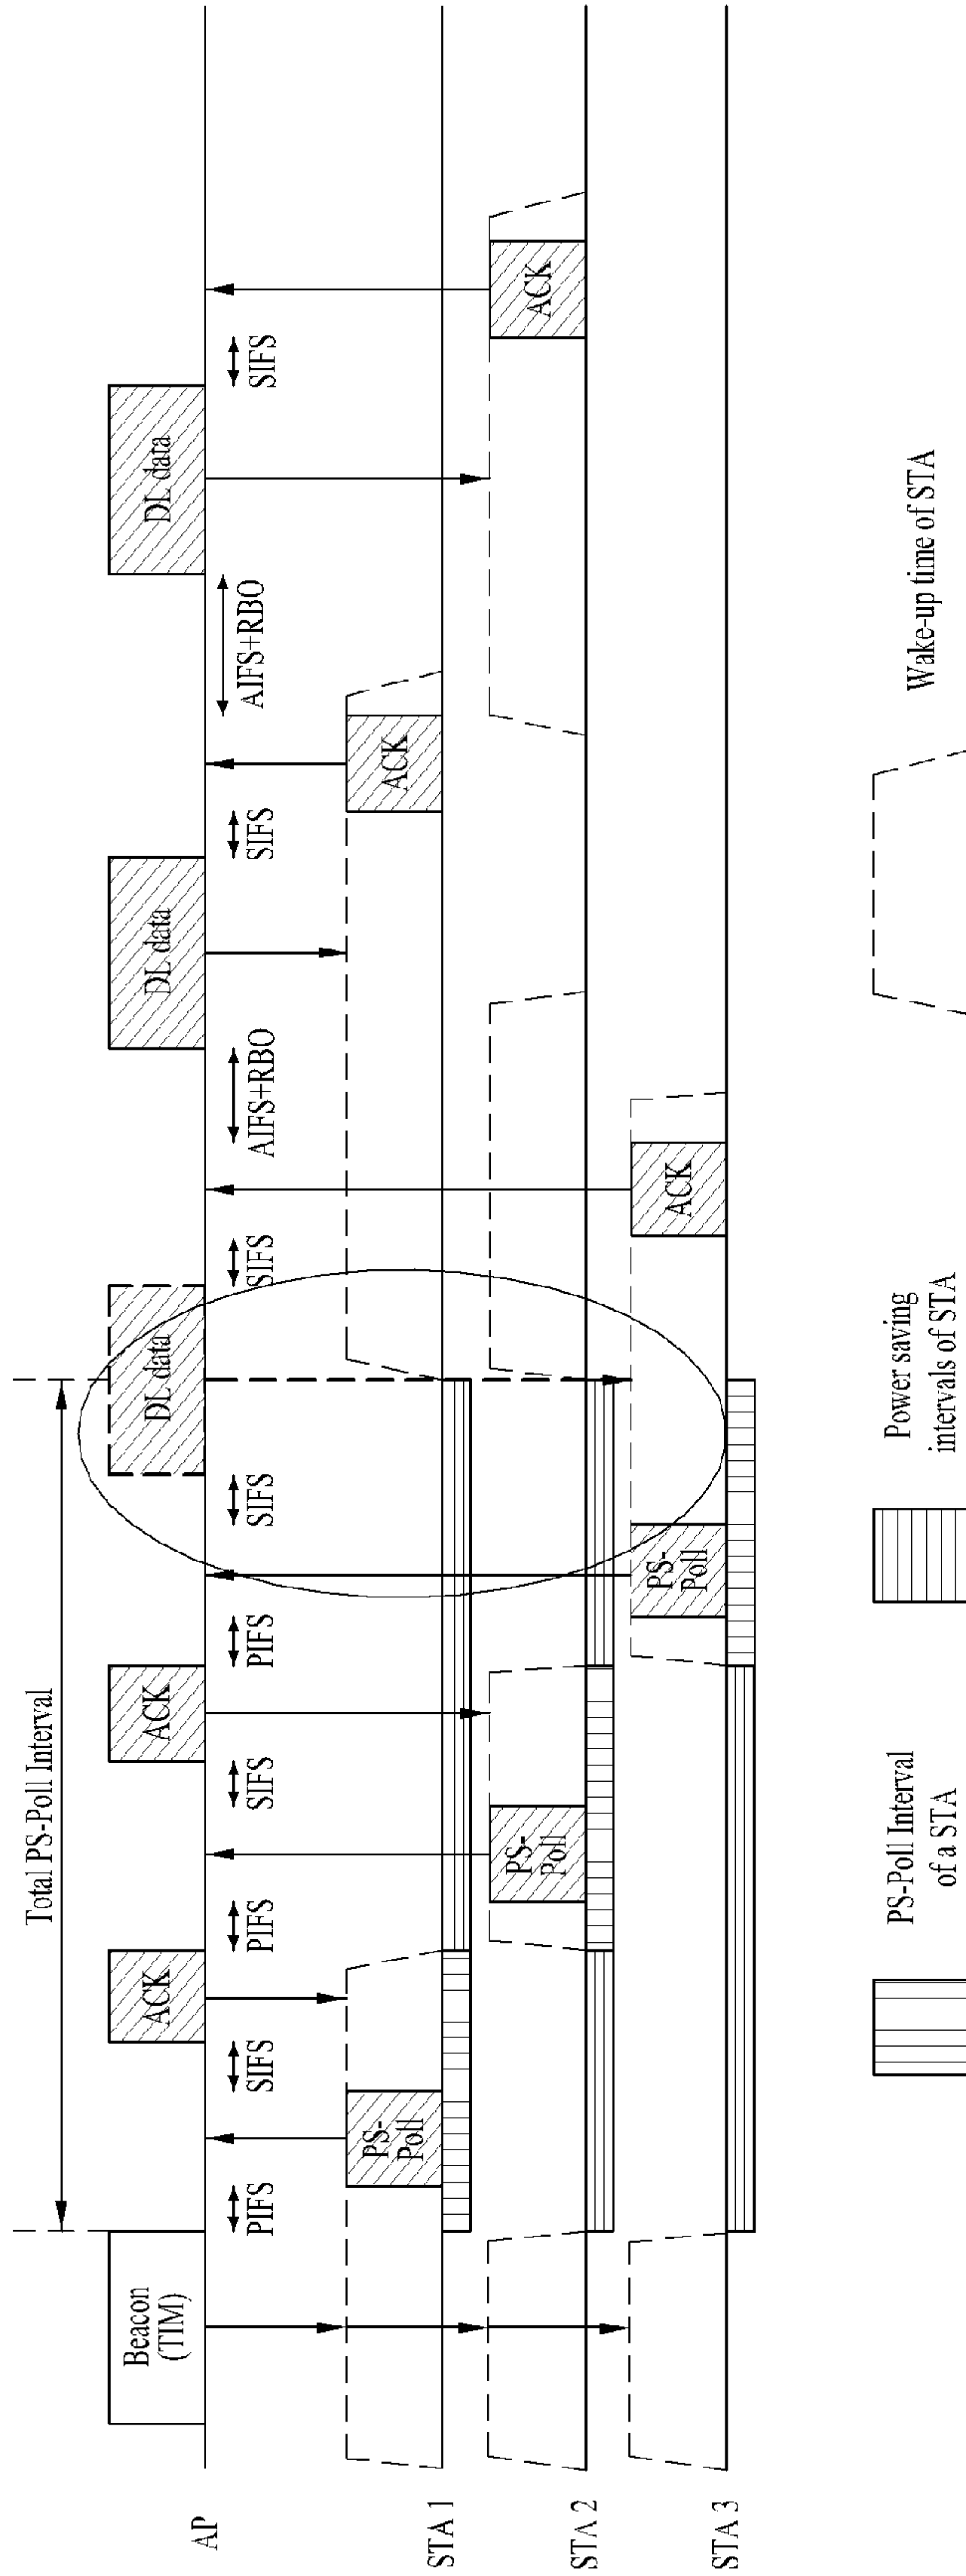 Total PS-Poll Interval
AP
Beacon
(TIM)
ACK
ACK
DL data
DL data
DL data
PIFS
SIFS
PIFS
SIFS
PIFS
SIFS
SIFS
AIFS+RBO
SIFS
AIFS+RBO
SIFS
STA 1
PS-
Poll
ACK
STA 2
PS-
Poll
ACK
STA 3
PS-
Poll
ACK
PS-Poll Interval
of a STA
Power saving
intervals of STA
Wake-up time of STA